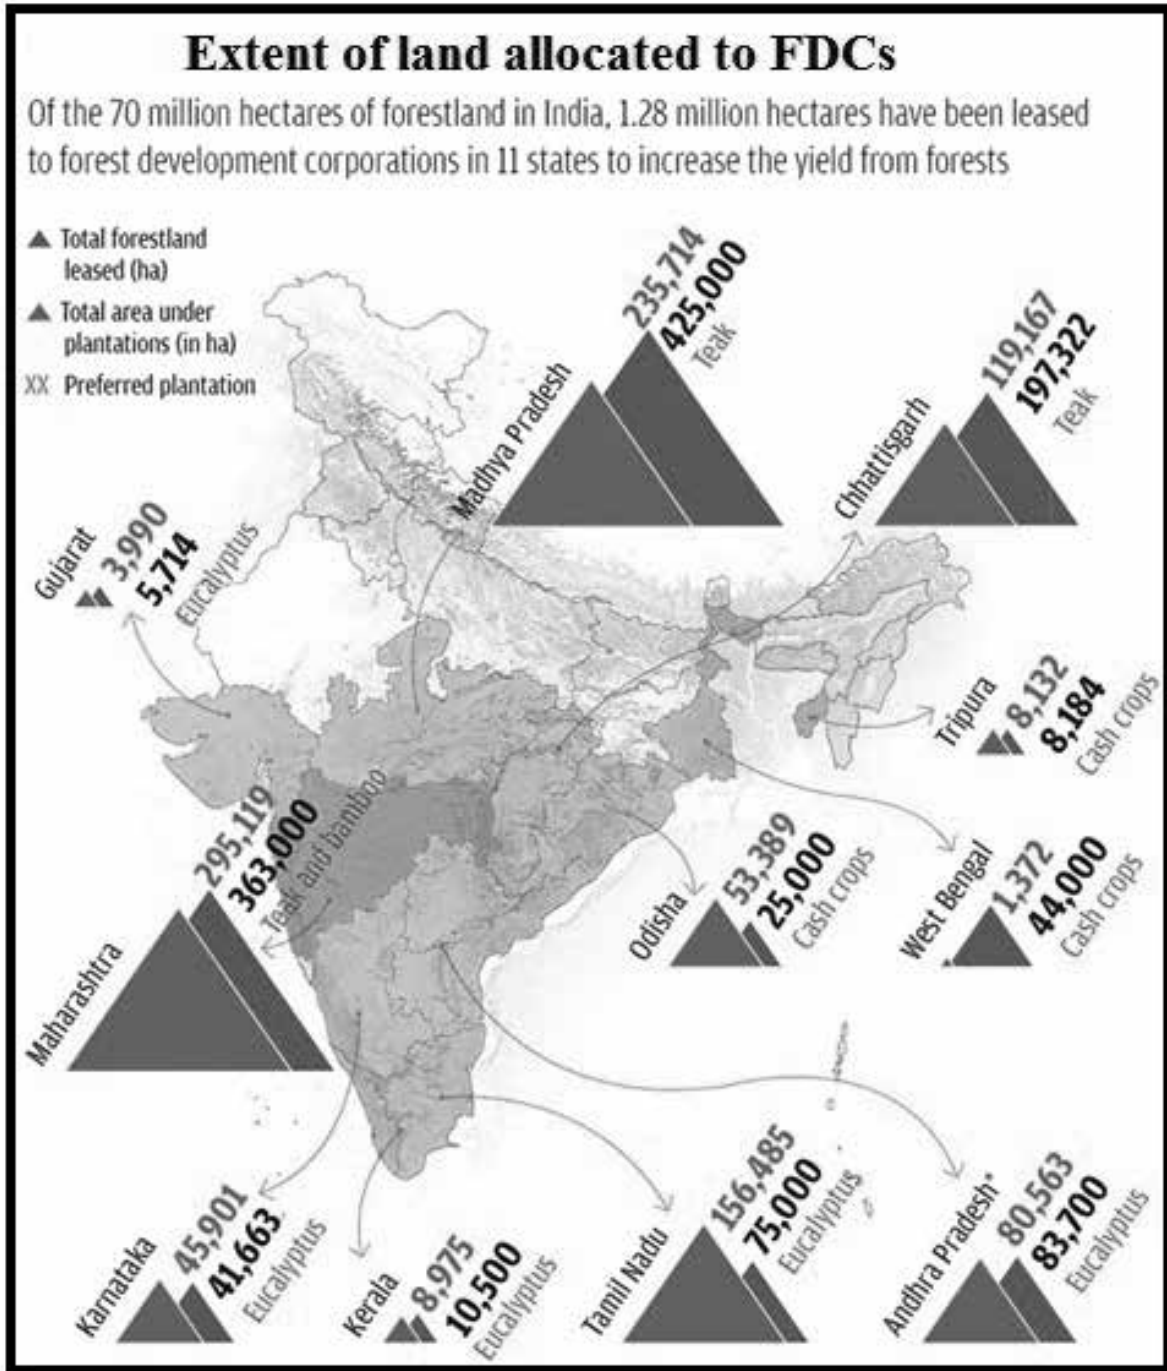 Extent of land allocated to FDCs
Of the 70 million hectares of forestland in India, 1.28 million hectares have been leased
to forest development corporations in 11 states to increase the yield from forests
Total forestland
leased (ha)
Total area under
plantations (in ha)
XX Preferred plantation
Madhya Pradesh
235,714
425,000
Teak
Chhattisgarh
119,167
197,322
Teak
Gujarat
3,990
5,714
Eucalyptus
Tripura
8,132
8,184
Cash crops
Maharashtra
295,119
363,000
Teak and bamboo
Odisha
53,389
25,000
Cash crops
West Bengal
1,372
44,000
Cash crops
Karnataka
45,901
41,663
Eucalyptus
Kerala
8,975
10,500
Eucalyptus
Tamil Nadu
156,485
75,000
Eucalyptus
Andhra Pradesh*
80,563
83,700
Eucalyptus